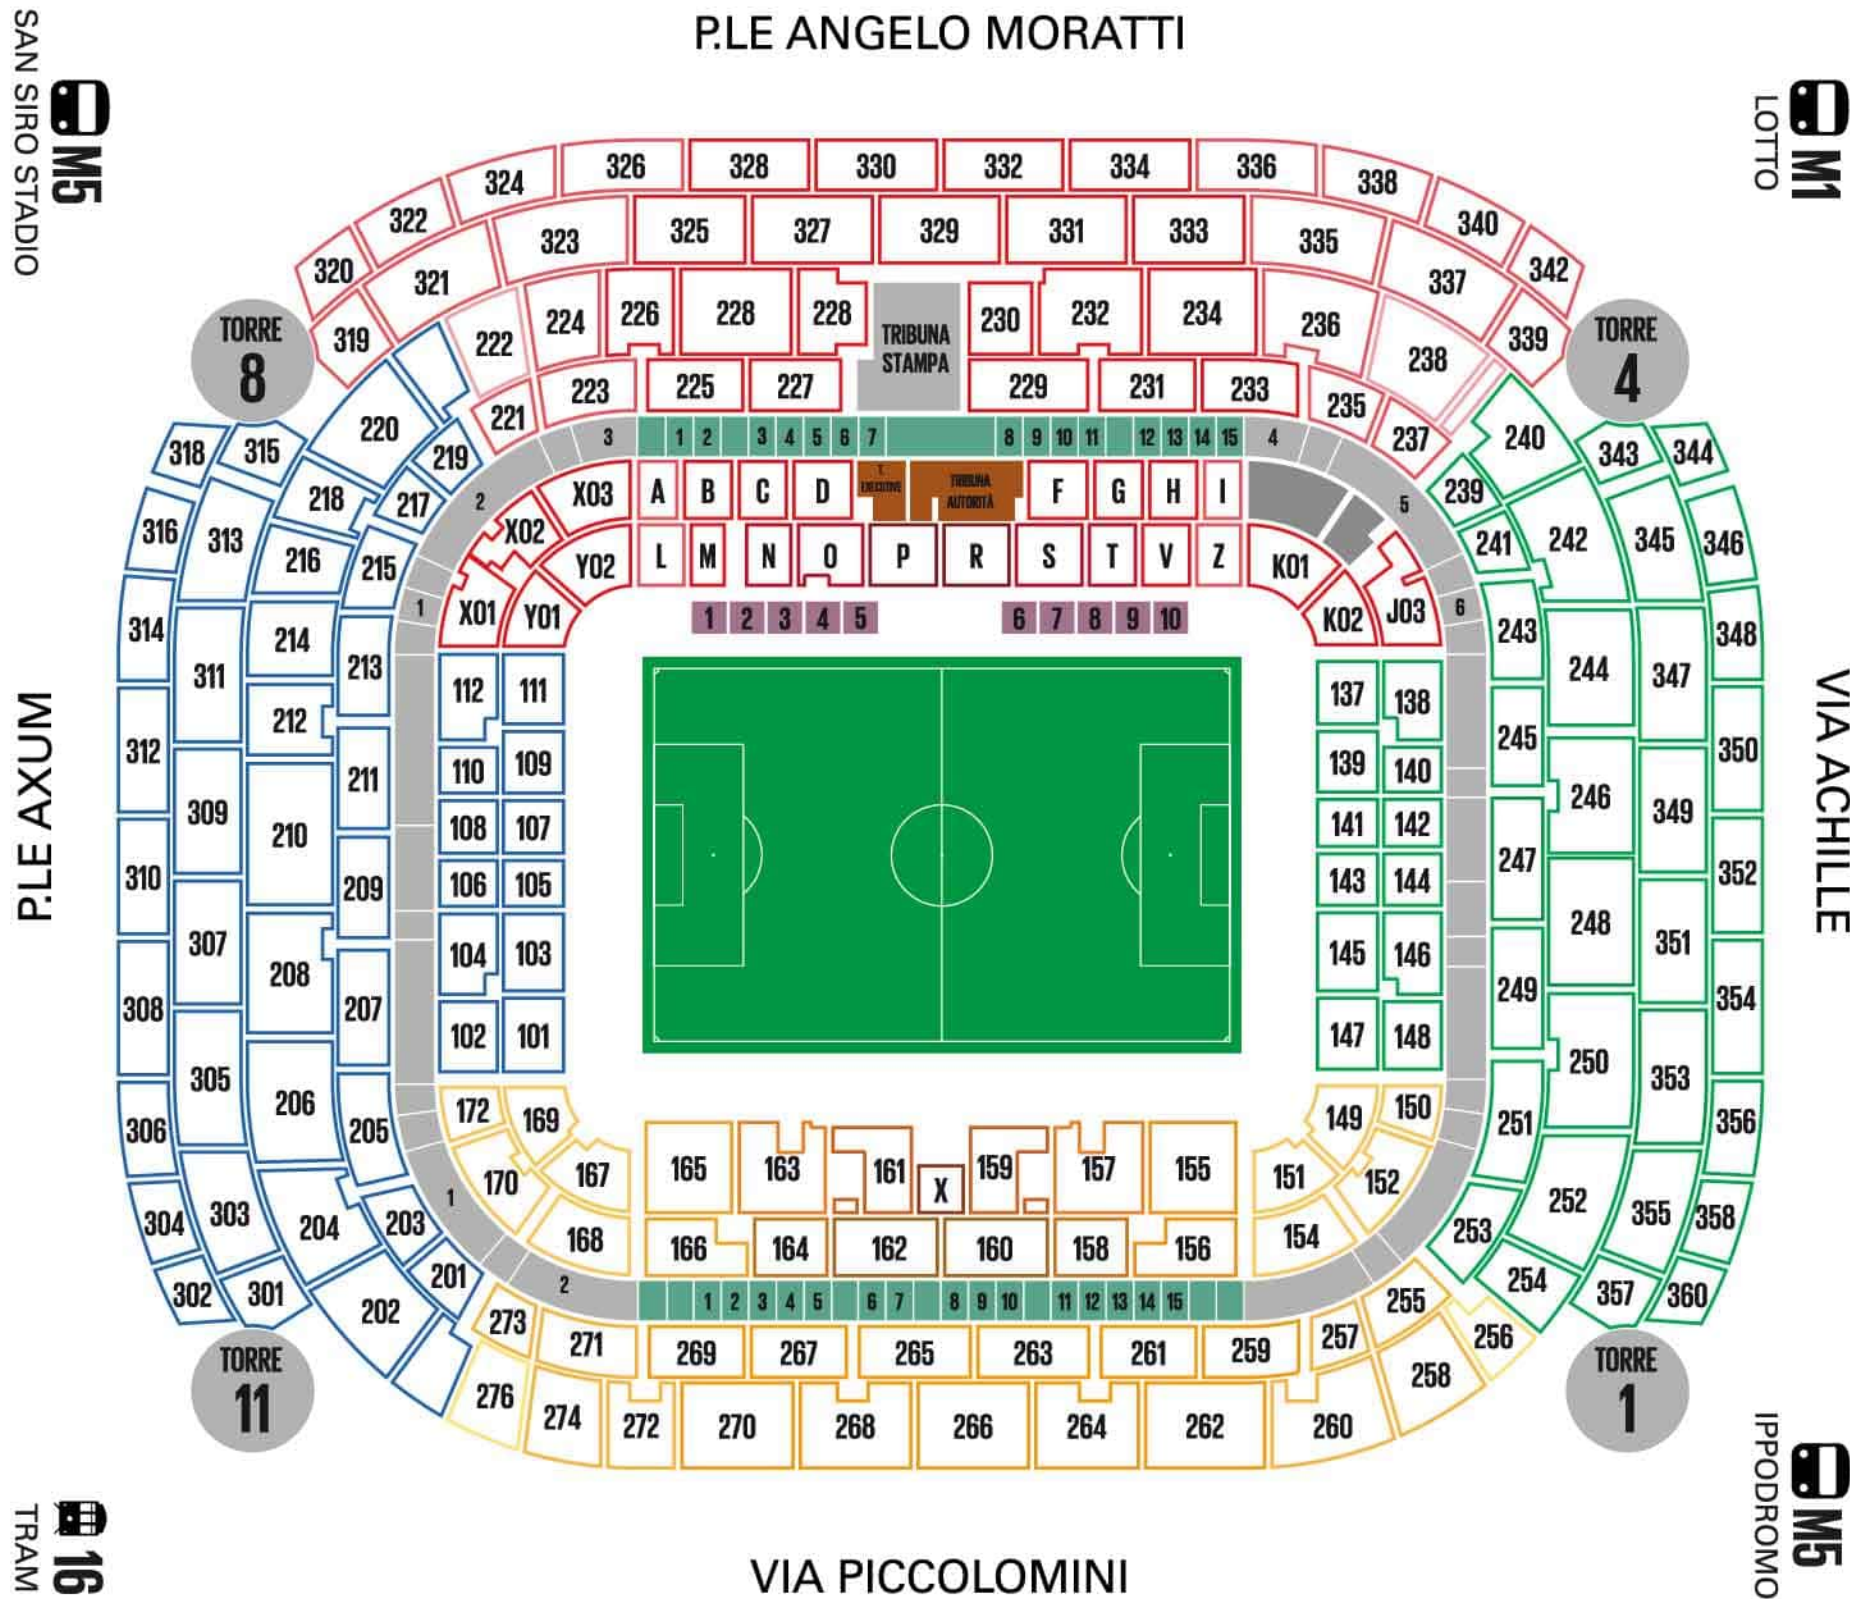 P.LE ANGELO MORATTI
SAN SIRO STADIO
M5
LOTTO
M1
326 328 330 332 334 336
324 338
322 340
320 342
323 325 327 329 331 333 335
321 337
319 339
222 224 226 228 228 TRIBUNA STAMPA 230 232 234 236 238
221 223 225 227 229 231 233 235 237
TORRE 8
TORRE 4
3 1 2 3 4 5 6 7 8 9 10 11 12 13 14 15 4
2 5
1 6
X03 A B C D T. EXECUTIVE TRIBUNA AUTORITÀ F G H I
X02
X01 Y01 Y02 L M N O P R S T V Z K01 K02 J03
1 2 3 4 5 6 7 8 9 10
220 219
318 315 218 217
316 313 216 215
314 311 214 213
312 212 211
310 309 210 209
308 307 208 207
306 305 206 205
304 303 204 203
302 301 202 201
240 343 344
239
241 242 345 346
243 244 347 348
245 246 349 350
247 248 351 352
249 250 353 354
251 252 355 356
253 254 357 358
360
112 111
110 109
108 107
106 105
104 103
102 101
137 138
139 140
141 142
143 144
145 146
147 148
P.LE AXUM
VIA ACHILLE
172 169
170 167
168
165 163 161 X 159 157 155
166 164 162 160 158 156
149 150
151 152
154
1
2 1 2 3 4 5 6 7 8 9 10 11 12 13 14 15
273 271 269 267 265 263 261 259 257 255
276 274 272 270 268 266 264 262 260 258 256
TORRE 11
TORRE 1
TRAM
16
IPPODROMO
M5
VIA PICCOLOMINI